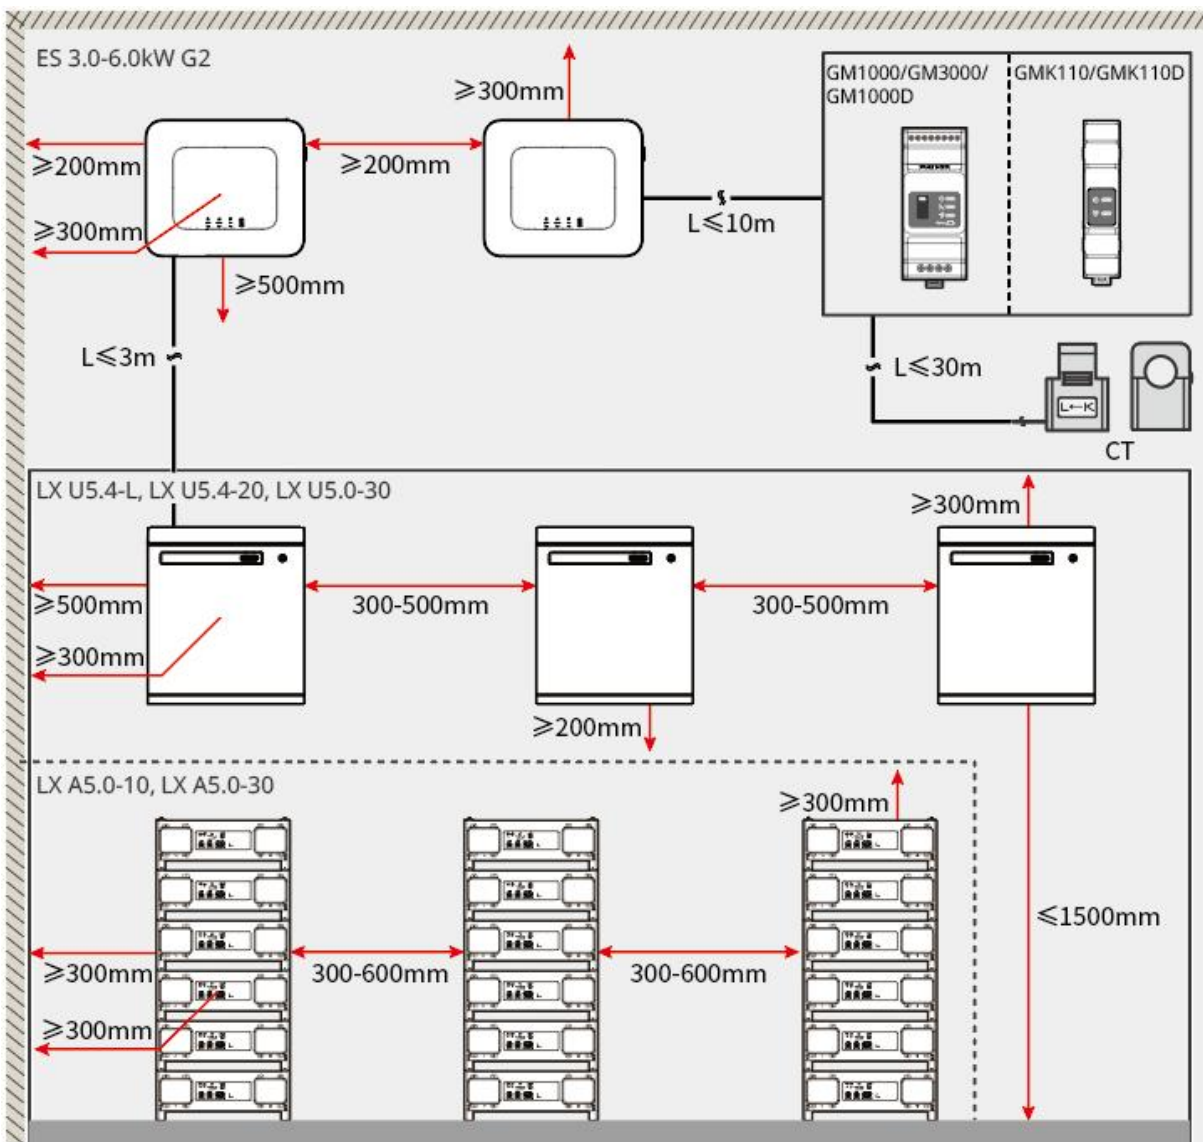 ES 3.0-6.0kW G2
≥300mm
GM1000/GM3000/
GM1000D
GMK110/GMK110D
≥200mm
≥200mm
L≤10m
≥300mm
≥500mm
L≤3m
L≤30m
L←K
CT
LX U5.4-L, LX U5.4-20, LX U5.0-30
≥300mm
≥500mm
300-500mm
300-500mm
≥300mm
≥200mm
LX A5.0-10, LX A5.0-30
≥300mm
≤1500mm
≥300mm
300-600mm
300-600mm
≥300mm